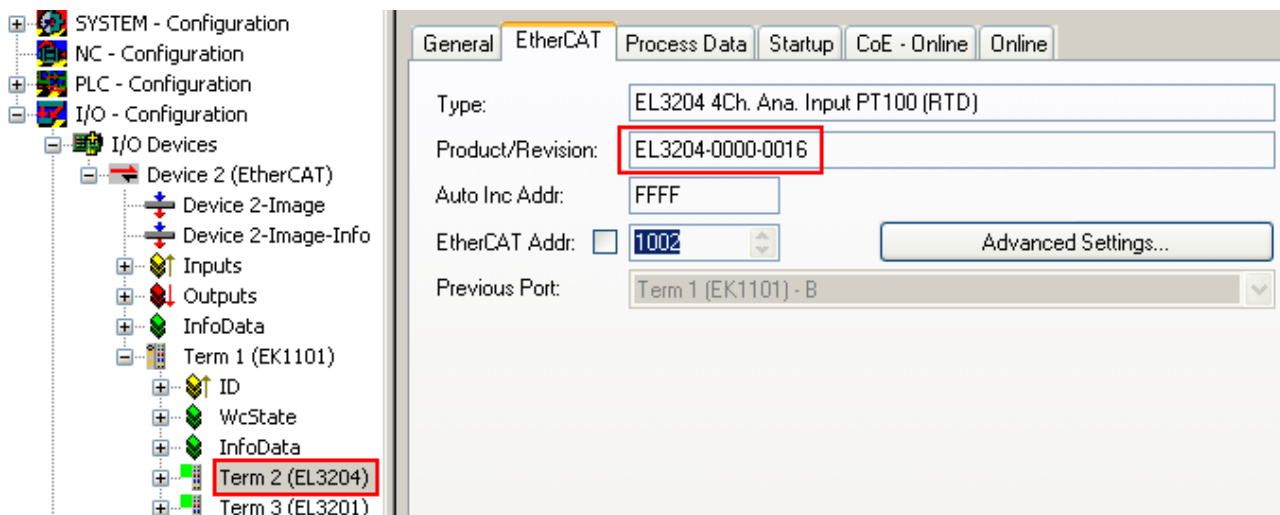 SYSTEM - Configuration
NC - Configuration
PLC - Configuration
I/O - Configuration
I/O Devices
Device 2 (EtherCAT)
Device 2-Image
Device 2-Image-Info
Inputs
Outputs
InfoData
Term 1 (EK1101)
ID
WcState
InfoData
Term 2 (EL3204)
Term 3 (EL3201)
General EtherCAT Process Data Startup CoE - Online Online
Type: EL3204 4Ch. Ana. Input PT100 (RTD)
Product/Revision: EL3204-0000-0016
Auto Inc Addr: FFFF
EtherCAT Addr: 1002 Advanced Settings...
Previous Port: Term 1 (EK1101) - B